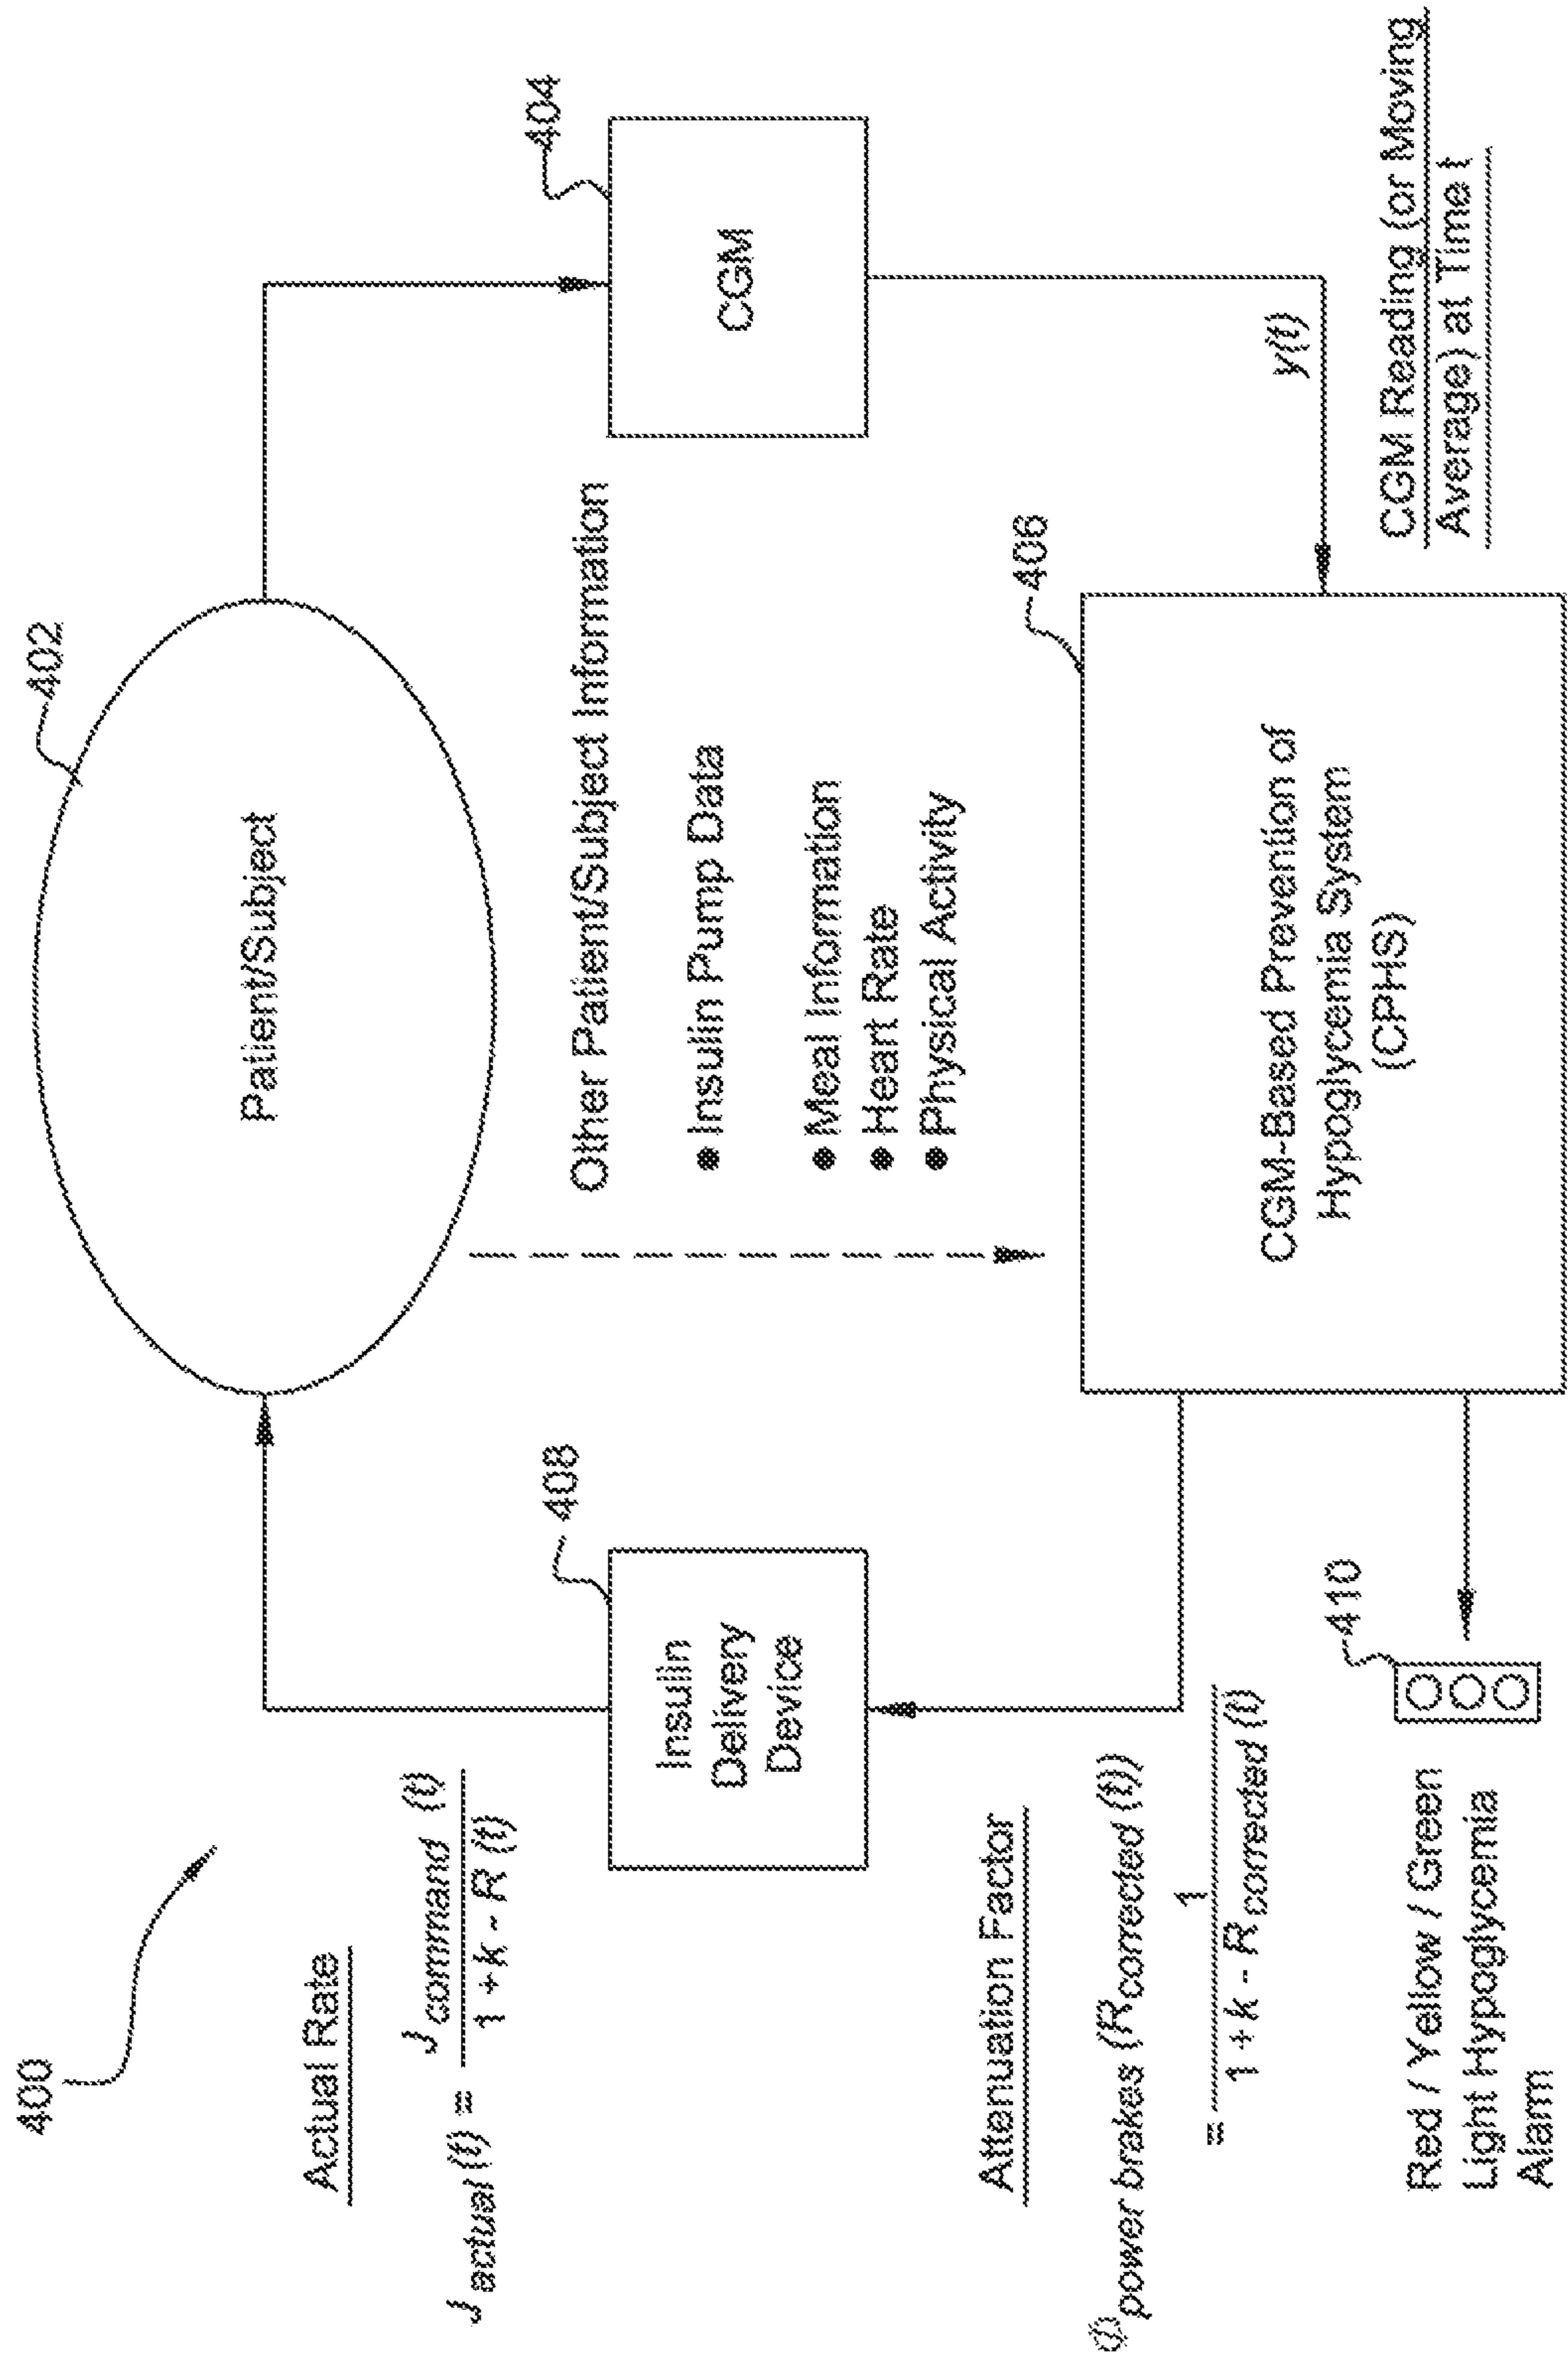 400
402
Patient/Subject
Actual Rate
J actual (t) = J command (t)
1 + k - R (t)
408
Insulin
Delivery
Device
404
CGM
Other Patient/Subject Information
● Insulin Pump Data
● Meal Information
● Heart Rate
● Physical Activity
Attenuation Factor
Φ power brakes (R corrected (t))
= 1
1 + k - R corrected (t)
406
CGM-Based Prevention of
Hypoglycemia System
(CPHS)
y(t)
CGM Reading (or Moving
Average) at Time t
410
Red / Yellow / Green
Light Hypoglycemia
Alarm